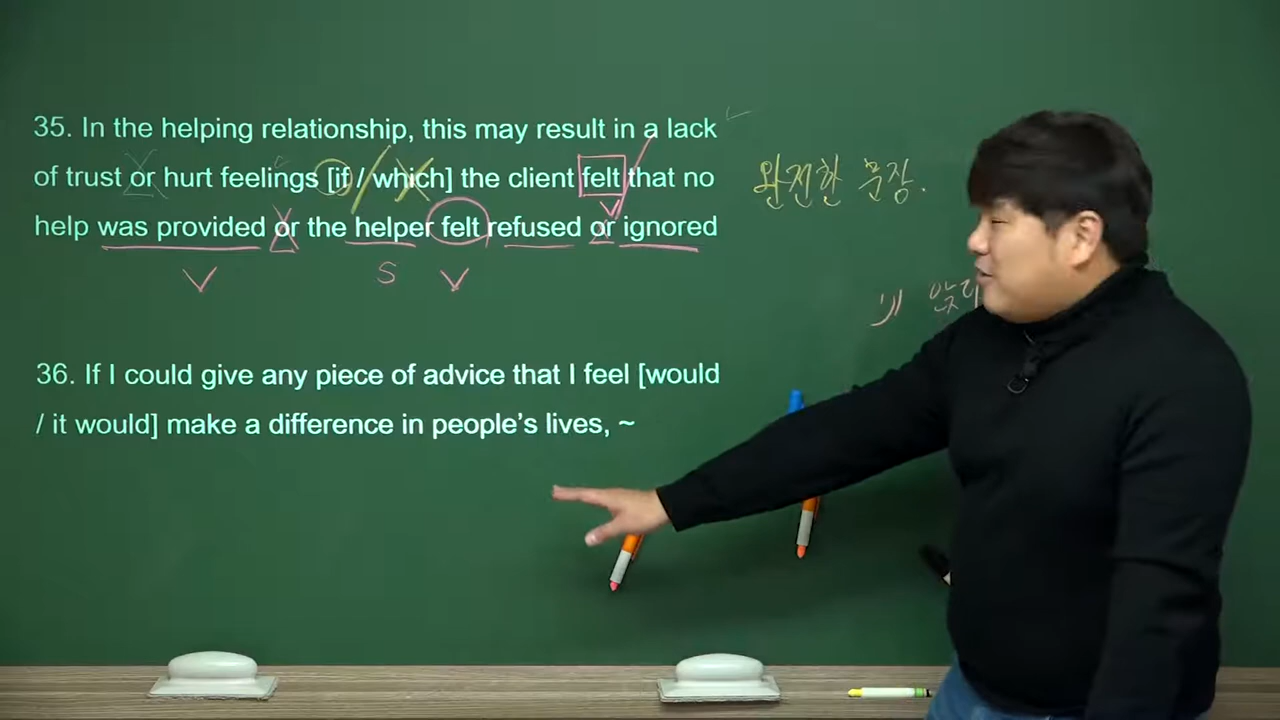 35. In the helping relationship, this may result in a lack
of trust or hurt feelings [if / which] the client felt that no
완전한 문장.
help was provided or the helper felt refused or ignored
V
S
V
V
36. If I could give any piece of advice that I feel [would
/ it would] make a difference in people's lives, ~